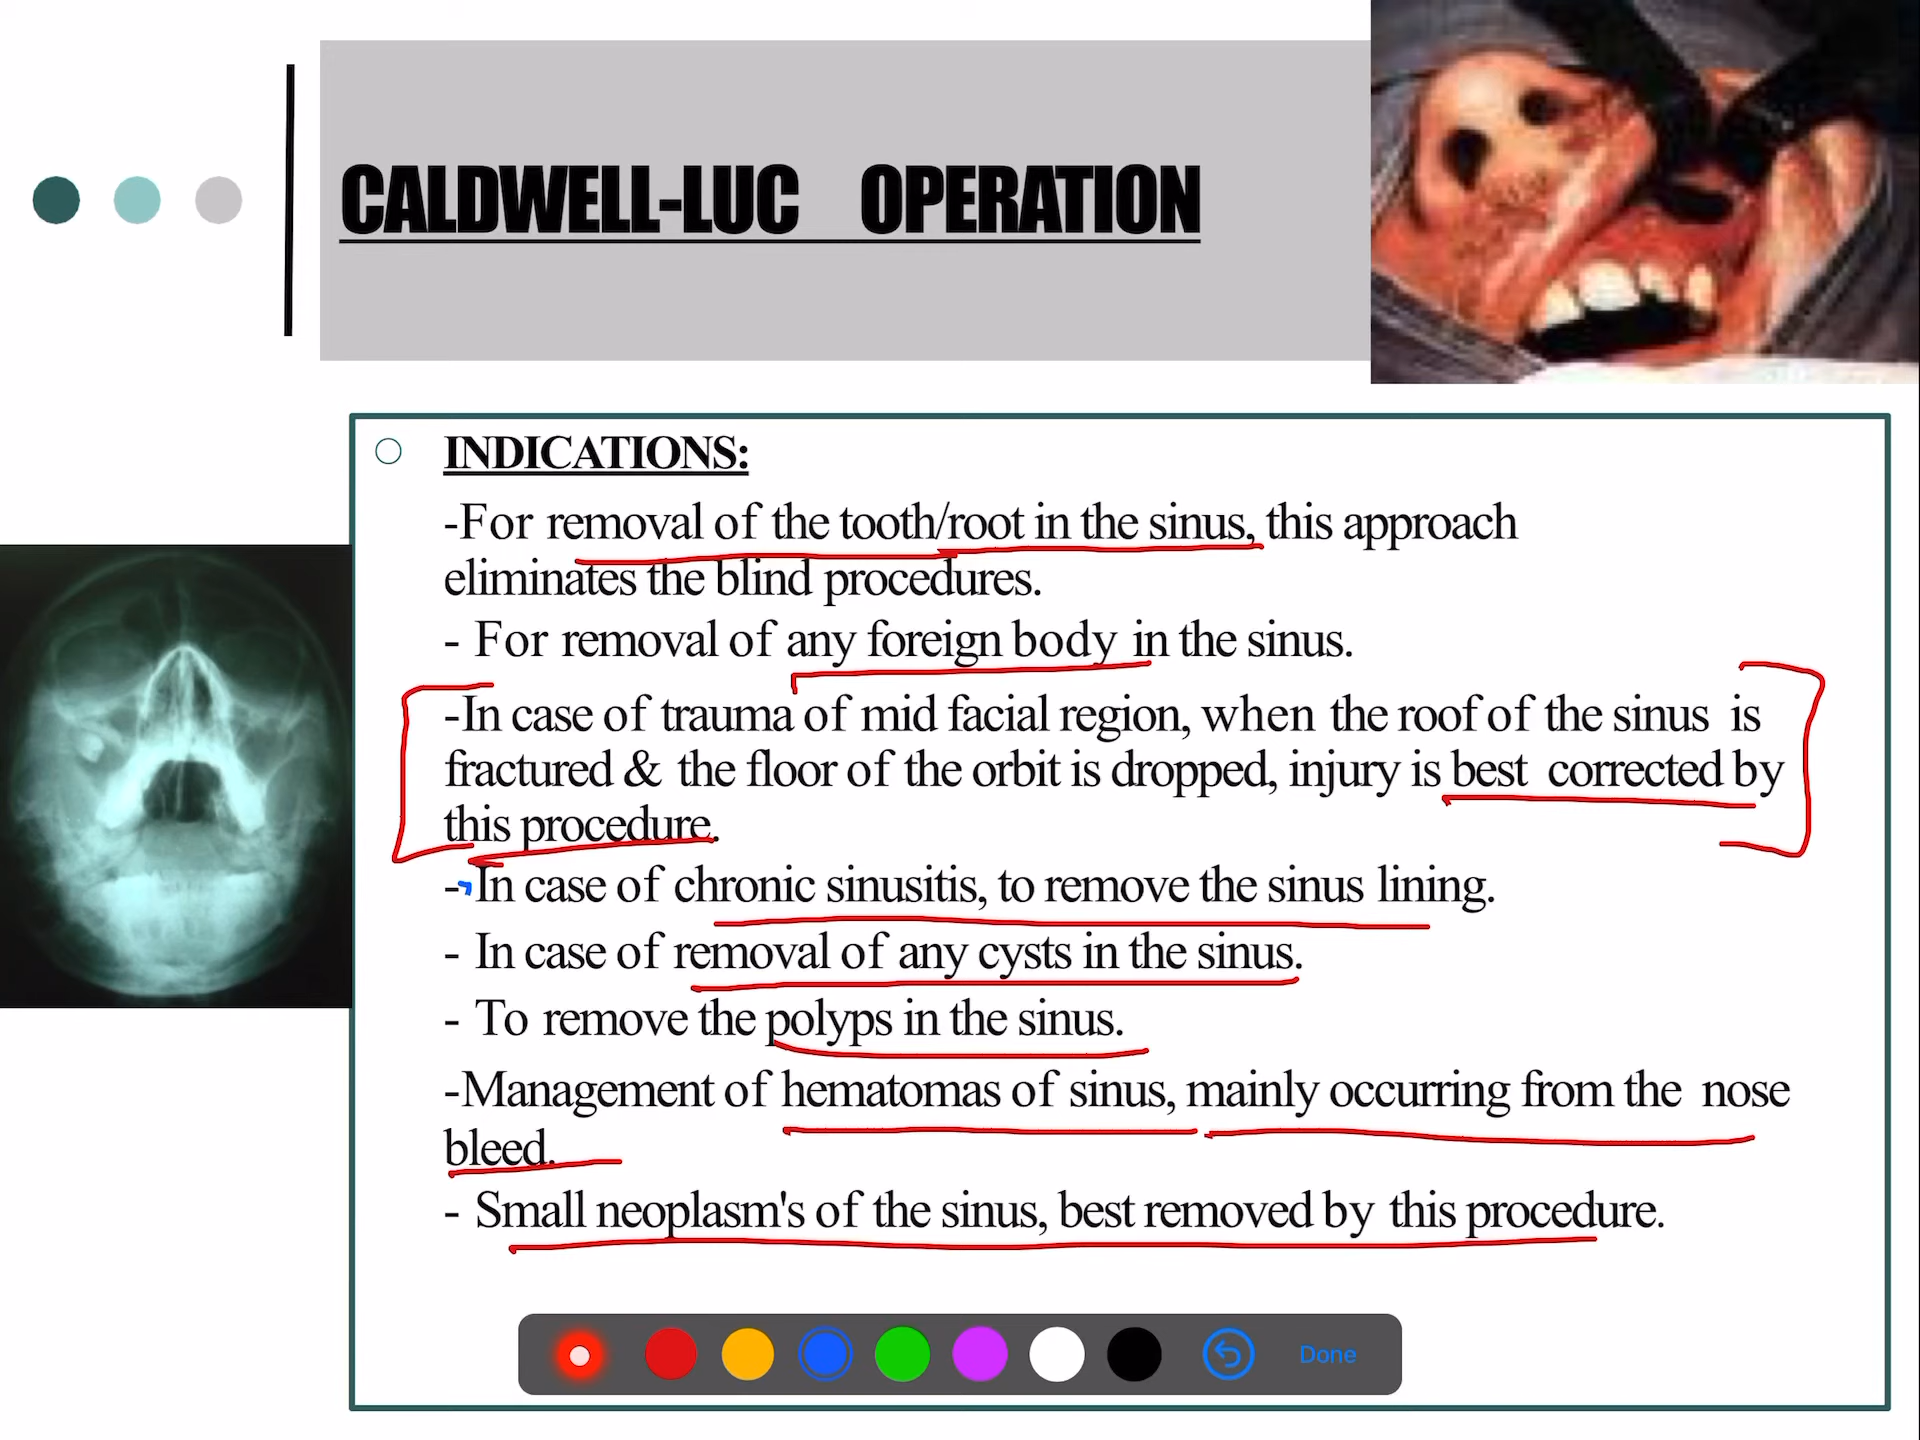 CALDWELL-LUC OPERATION
INDICATIONS:
-For removal of the tooth/root in the sinus, this approach
eliminates the blind procedures.
- For removal of any foreign body in the sinus.
-In case of trauma of mid facial region, when the roof of the sinus is
fractured & the floor of the orbit is dropped, injury is best corrected by
this procedure.
- In case of chronic sinusitis, to remove the sinus lining.
- In case of removal of any cysts in the sinus.
- To remove the polyps in the sinus.
-Management of hematomas of sinus, mainly occurring from the nose
bleed.
- Small neoplasm's of the sinus, best removed by this procedure.
Done